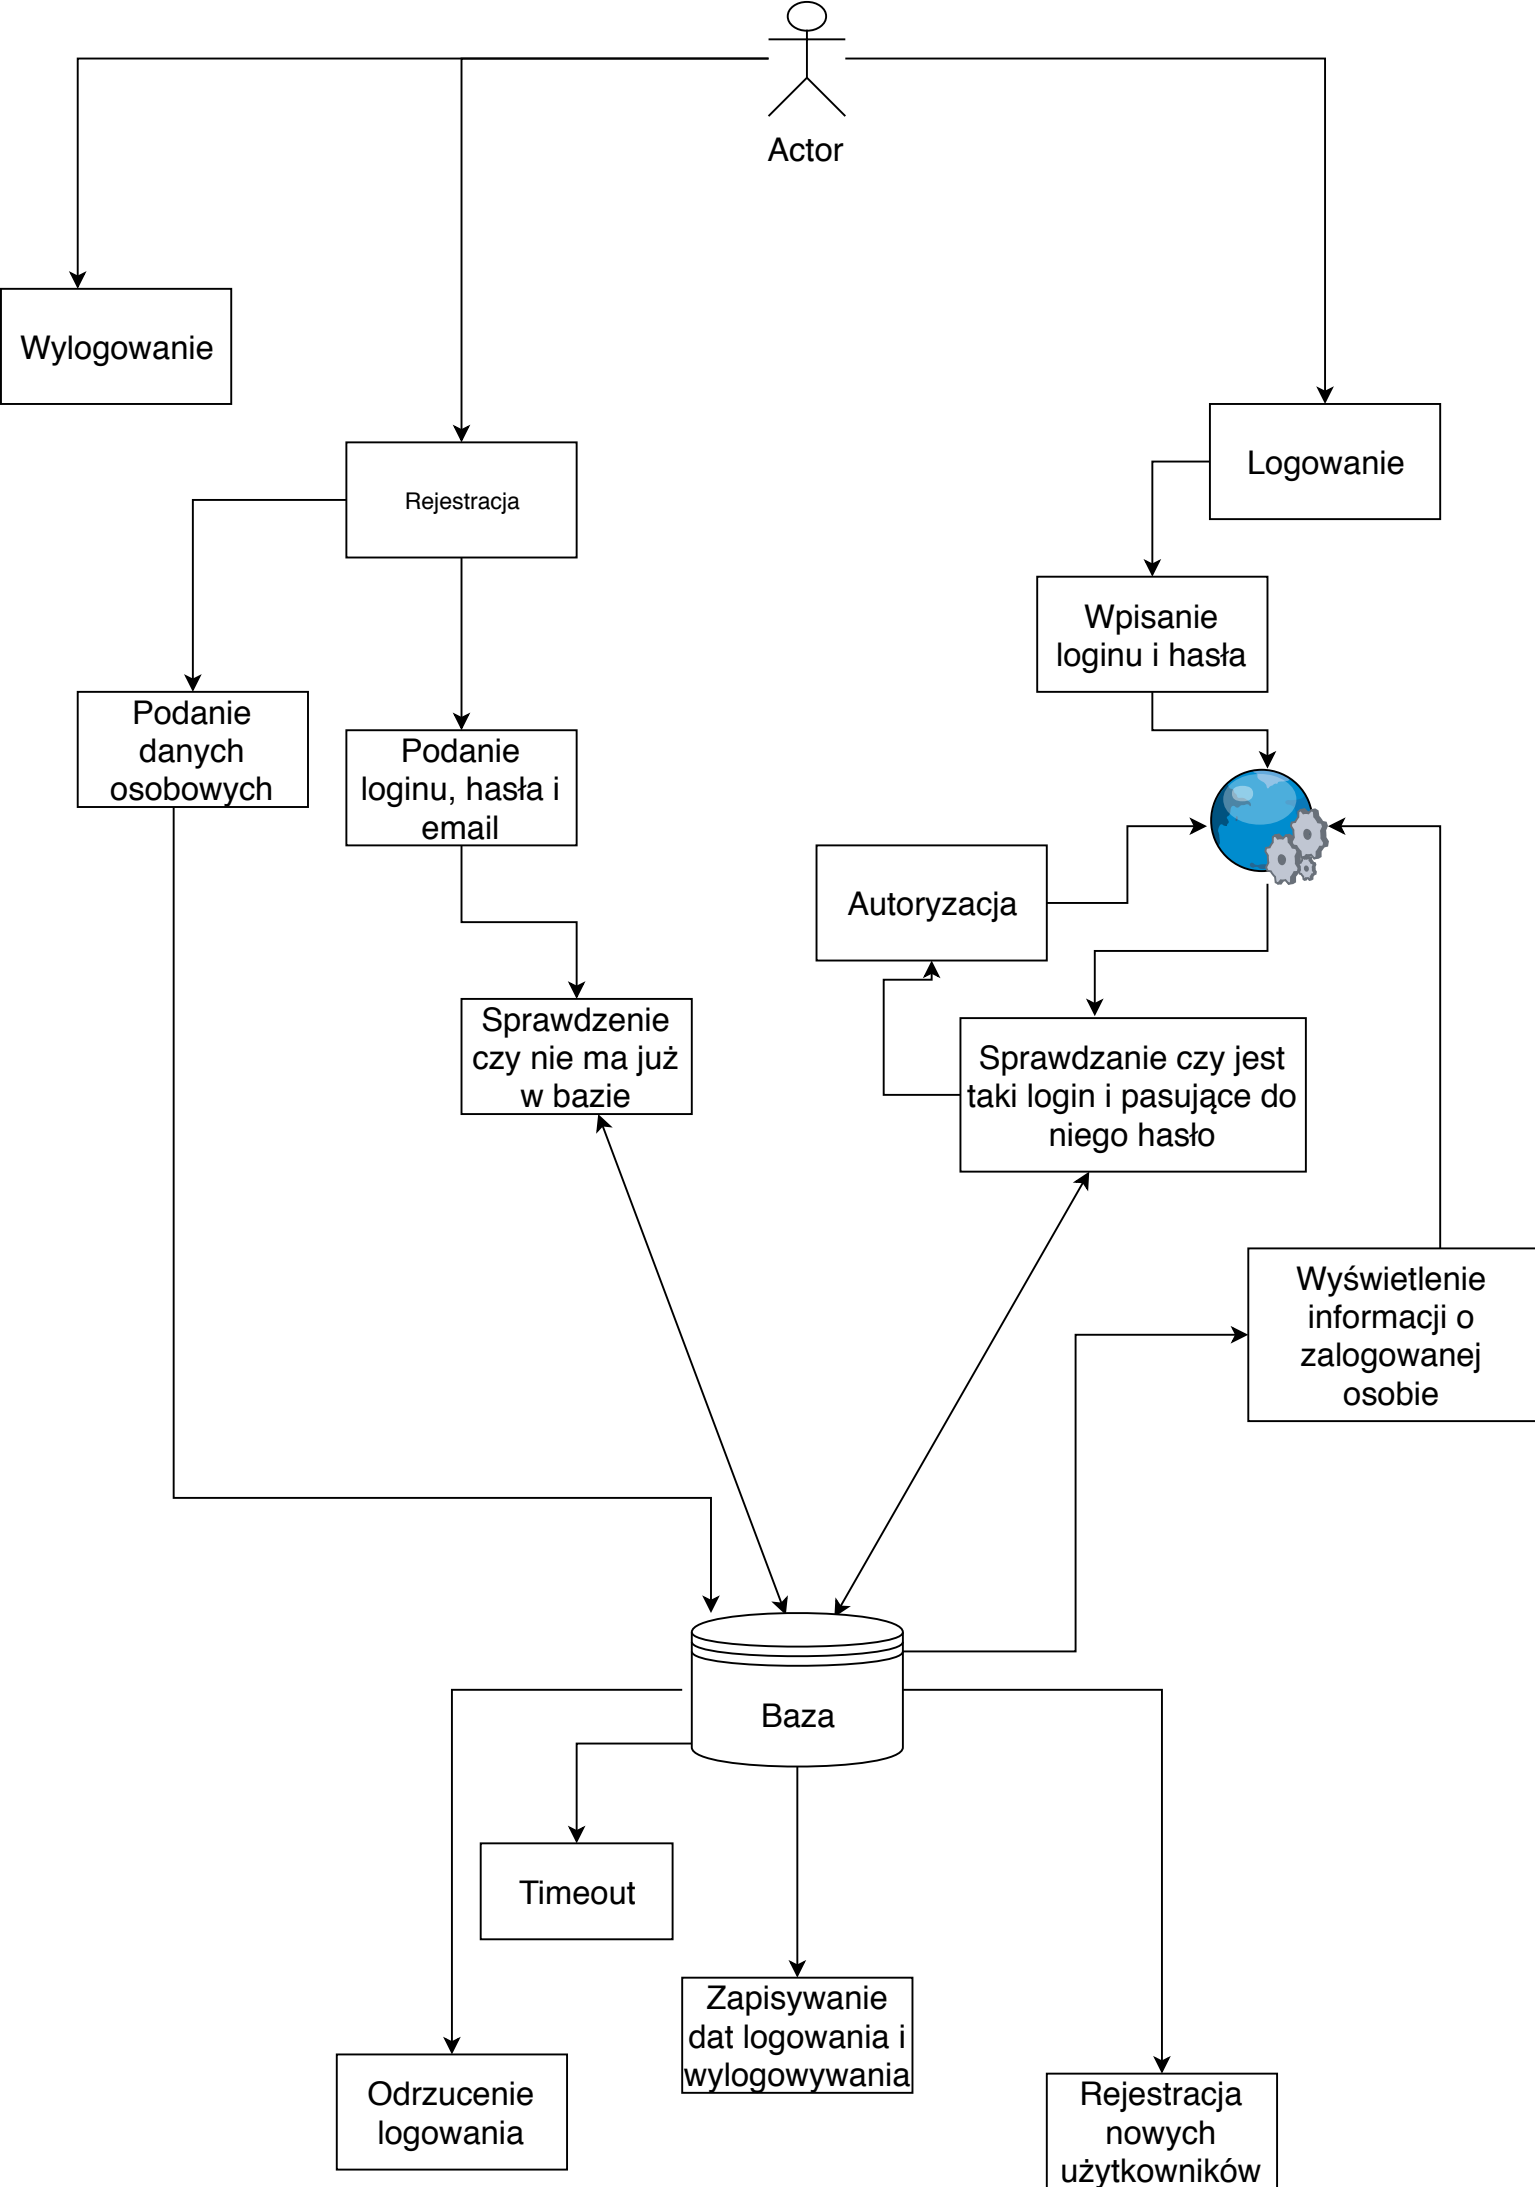 Actor
Wylogowanie
Rejestracja
Logowanie
Wpisanie
loginu i hasła
Podanie
danych
osobowych
Podanie
loginu, hasła i
email
Autoryzacja
Sprawdzenie
czy nie ma już
w bazie
Sprawdzanie czy jest
taki login i pasujące do
niego hasło
Wyświetlenie
informacji o
zalogowanej
osobie
Baza
Timeout
Zapisywanie
dat logowania i
wylogowywania
Odrzucenie
logowania
Rejestracja
nowych
użytkowników